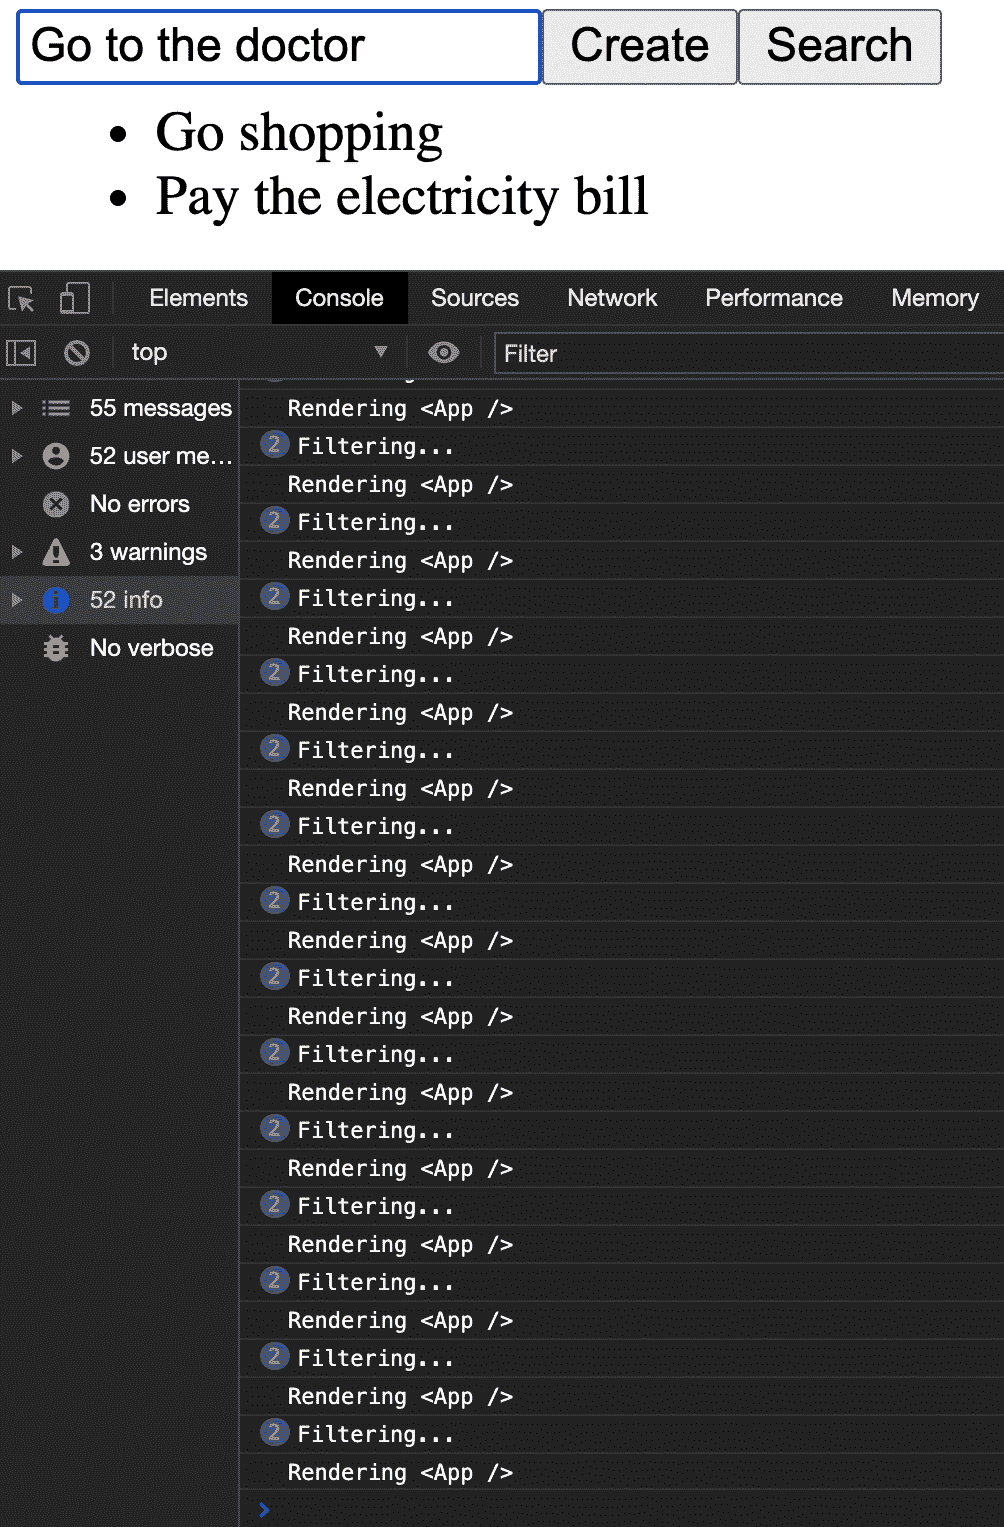 Go to the doctor Create Search
• Go shopping
• Pay the electricity bill
Elements Console Sources Network Performance Memory
top Filter
55 messages
52 user me...
No errors
3 warnings
52 info
No verbose
Rendering <App />
2 Filtering...
Rendering <App />
2 Filtering...
Rendering <App />
2 Filtering...
Rendering <App />
2 Filtering...
Rendering <App />
2 Filtering...
Rendering <App />
2 Filtering...
Rendering <App />
2 Filtering...
Rendering <App />
2 Filtering...
Rendering <App />
2 Filtering...
Rendering <App />
2 Filtering...
Rendering <App />
2 Filtering...
Rendering <App />
2 Filtering...
Rendering <App />
2 Filtering...
Rendering <App />
2 Filtering...
Rendering <App />